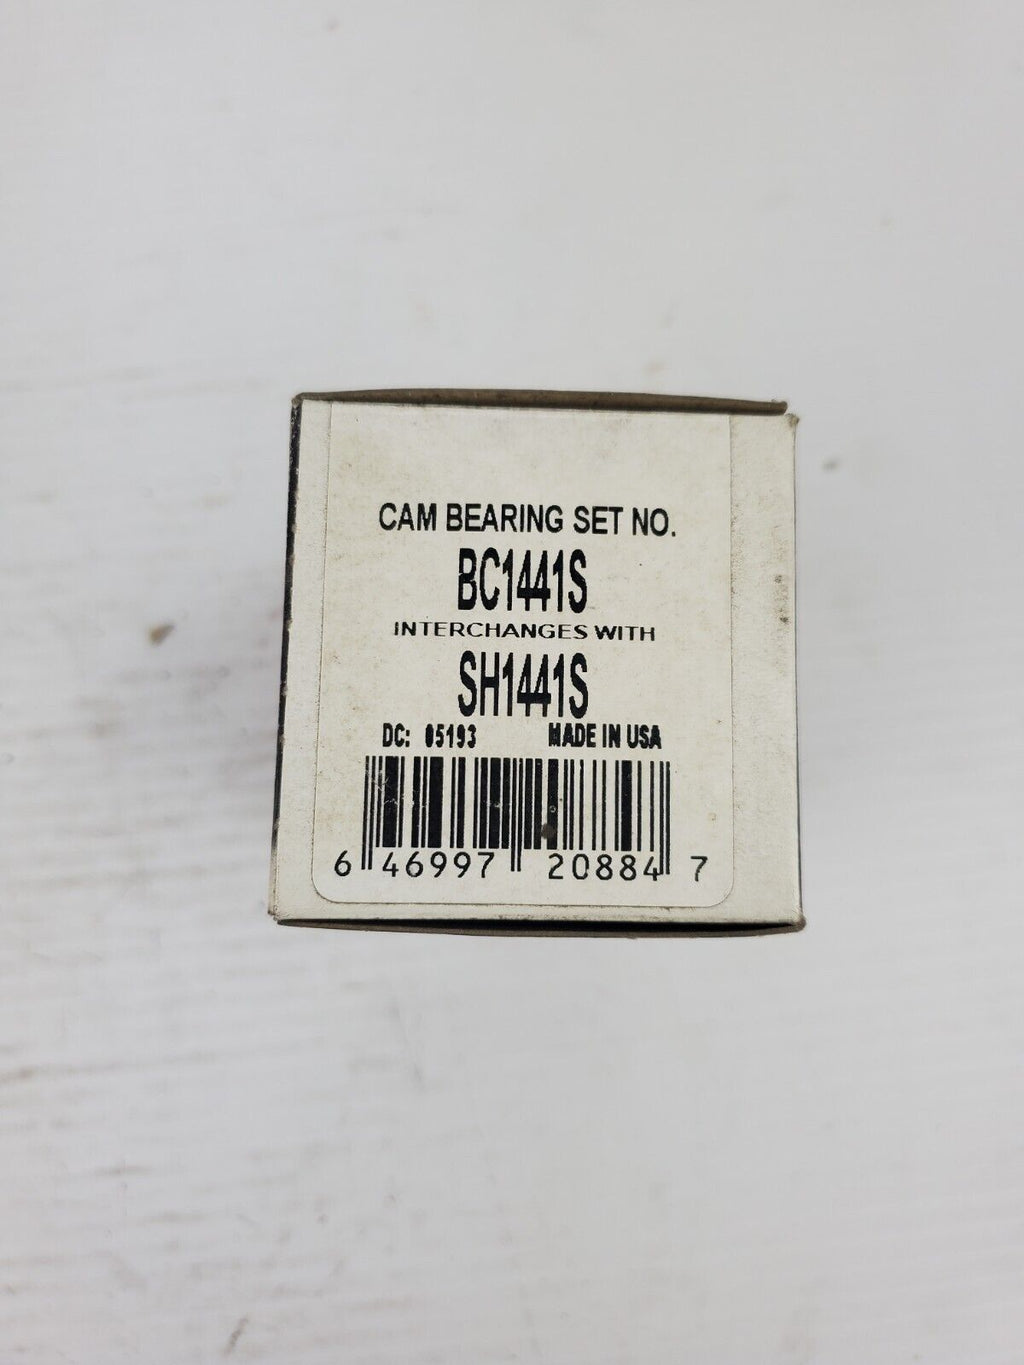 CAM BEARING SET NO.
BC1441S
INTERCHANGES WITH
SH1441S
DC: 05193 MADE IN USA
6 46997 20884 7